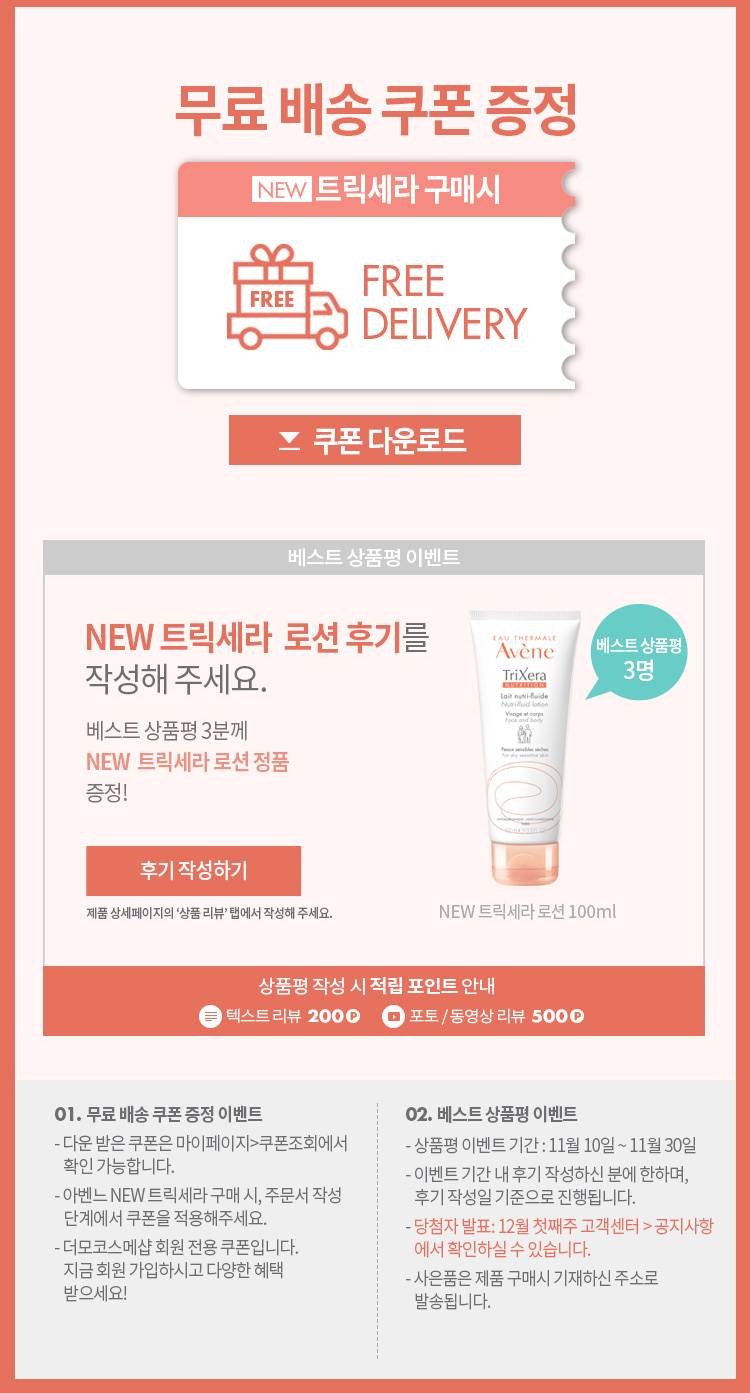 무료 배송 쿠폰 증정
NEW 트릭세라 구매시
FREE
FREE
DELIVERY
쿠폰 다운로드
베스트 상품평 이벤트
NEW 트릭세라 로션 후기를
작성해 주세요.
베스트 상품평 3분께
NEW 트릭세라 로션 정품
증정!
후기 작성하기
제품 상세페이지의 '상품 리뷰' 탭에서 작성해 주세요.
EAU THERMALE
Avène
TriXera
NUTRITION
Lait nutri-fluide
Nutri-fluid lotion
Visage et corps
Face and body
Peaux sensibles sèches
For dry sensitive skin
베스트 상품평
3명
NEW 트릭세라 로션 100ml
상품평 작성 시 적립 포인트 안내
텍스트 리뷰 200 P 포토 / 동영상 리뷰 500 P
01. 무료 배송 쿠폰 증정 이벤트
- 다운 받은 쿠폰은 마이페이지>쿠폰조회에서
확인 가능합니다.
- 아벤느 NEW 트릭세라 구매 시, 주문서 작성
단계에서 쿠폰을 적용해주세요.
- 더모코스메샵 회원 전용 쿠폰입니다.
지금 회원 가입하시고 다양한 혜택
받으세요!
02. 베스트 상품평 이벤트
- 상품평 이벤트 기간 : 11월 10일 ~ 11월 30일
- 이벤트 기간 내 후기 작성하신 분에 한하며,
후기 작성일 기준으로 진행됩니다.
- 당첨자 발표: 12월 첫째주 고객센터 > 공지사항
에서 확인하실 수 있습니다.
- 사은품은 제품 구매시 기재하신 주소로
발송됩니다.